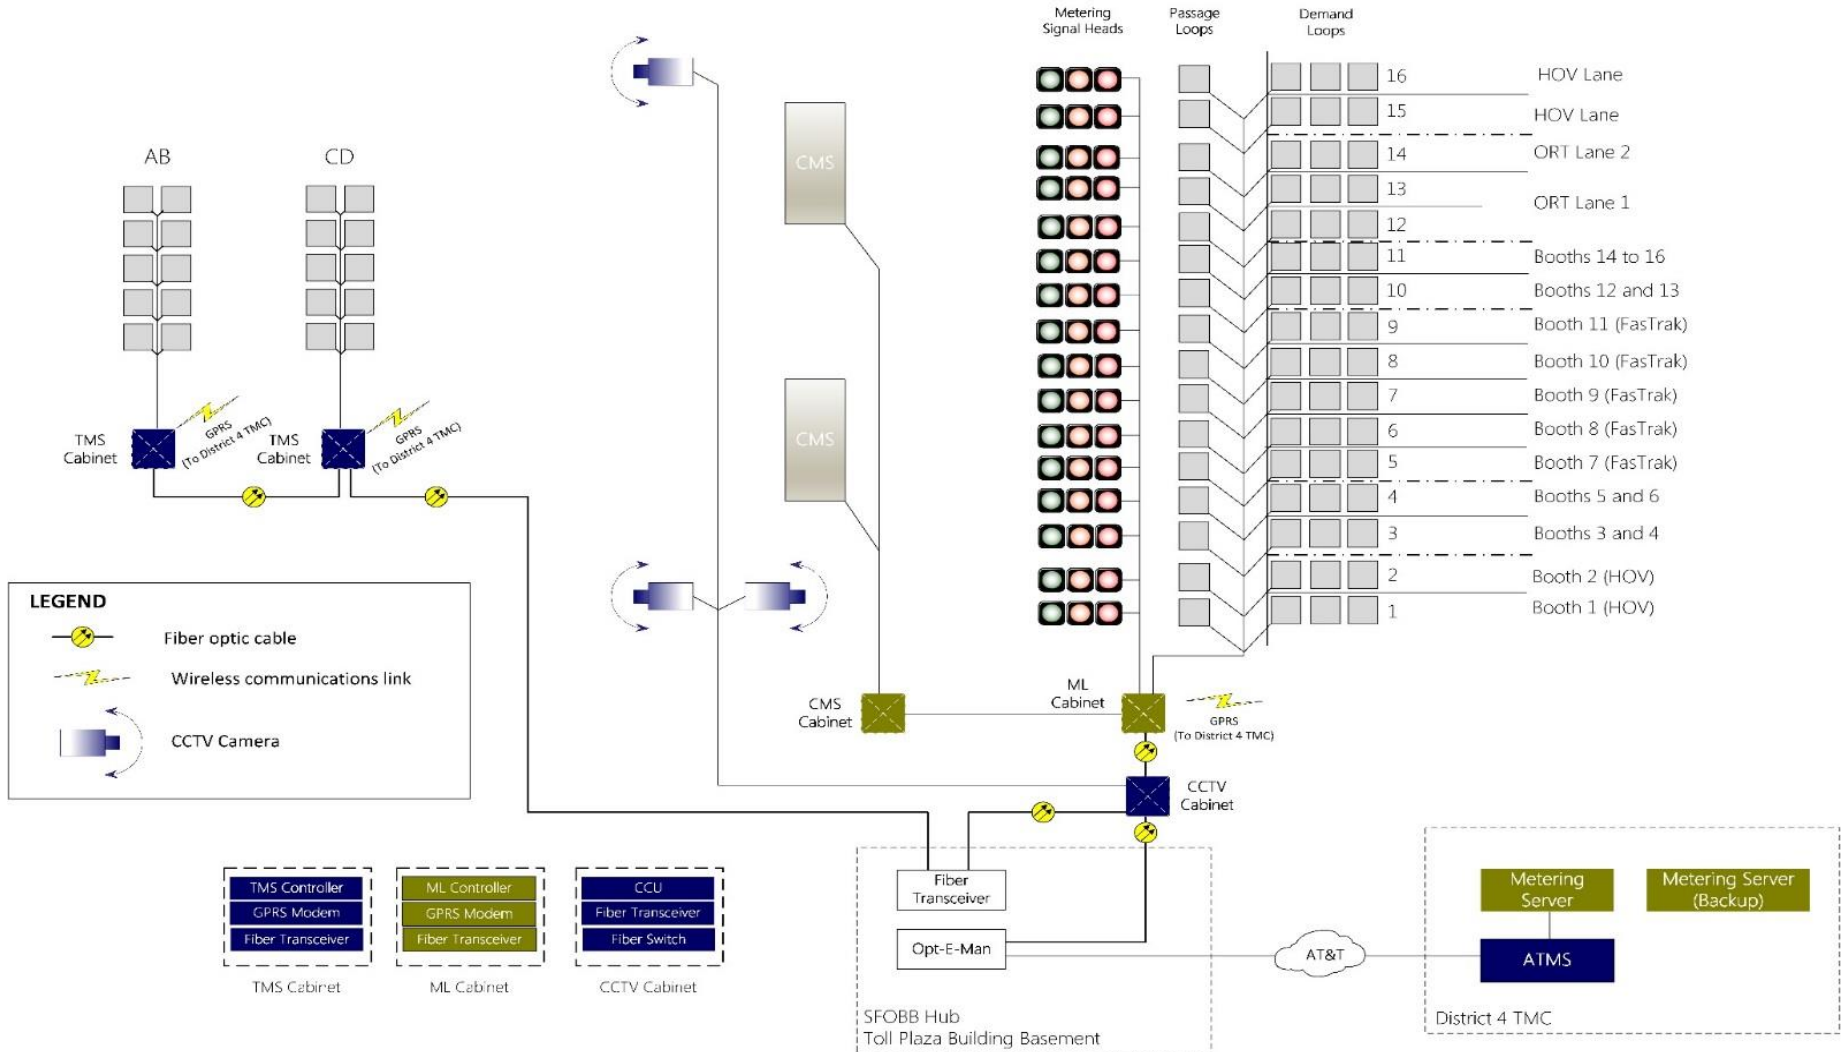 Metering
Signal Heads
Passage
Loops
Demand
Loops
16 HOV Lane
15 HOV Lane
14 ORT Lane 2
13
ORT Lane 1
12
11 Booths 14 to 16
10 Booths 12 and 13
9 Booth 11 (FasTrak)
8 Booth 10 (FasTrak)
7 Booth 9 (FasTrak)
6 Booth 8 (FasTrak)
5 Booth 7 (FasTrak)
4 Booths 5 and 6
3 Booths 3 and 4
2 Booth 2 (HOV)
1 Booth 1 (HOV)
AB
CD
CMS
CMS
TMS
Cabinet
GPRS
(To District 4 TMC)
TMS
Cabinet
GPRS
(To District 4 TMC)
LEGEND
Fiber optic cable
Wireless communications link
CCTV Camera
CMS
Cabinet
ML
Cabinet
GPRS
(To District 4 TMC)
CCTV
Cabinet
TMS Controller
GPRS Modem
Fiber Transceiver
TMS Cabinet
ML Controller
GPRS Modem
Fiber Transceiver
ML Cabinet
CCU
Fiber Transceiver
Fiber Switch
CCTV Cabinet
Fiber
Transceiver
Opt-E-Man
SFOBB Hub
Toll Plaza Building Basement
AT&T
Metering
Server
Metering Server
(Backup)
ATMS
District 4 TMC